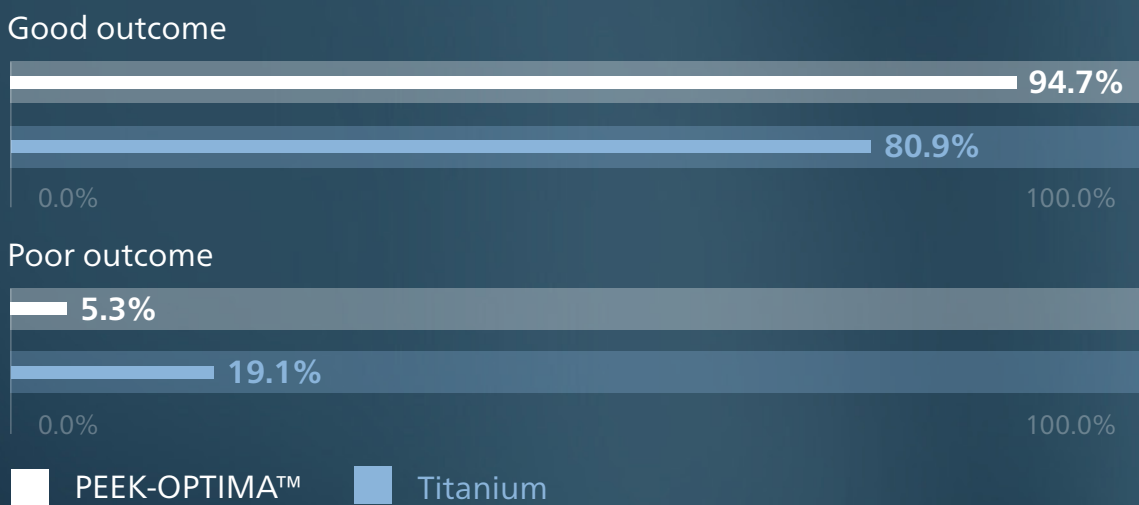 Good outcome
94.7%
80.9%
0.0% 100.0%
Poor outcome
5.3%
19.1%
0.0% 100.0%
PEEK-OPTIMA™ Titanium